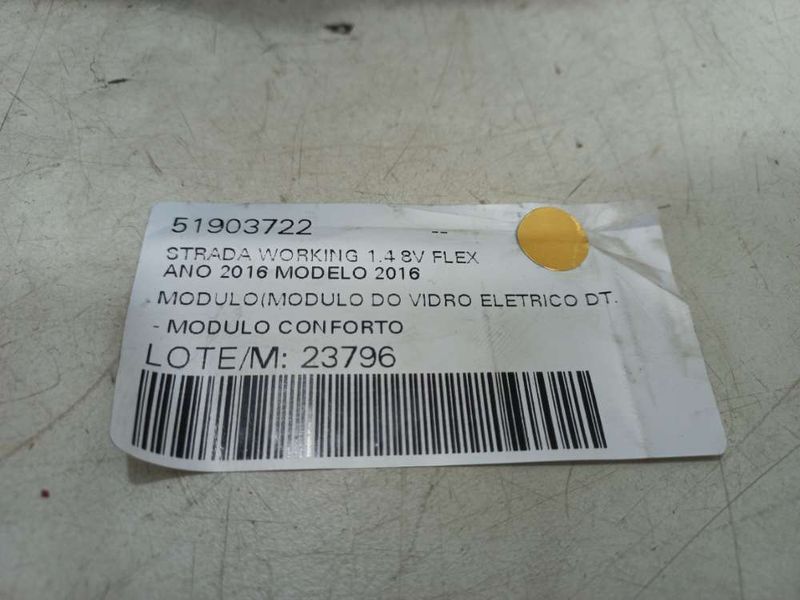 51903722 --
STRADA WORKING 1.4 8V FLEX
ANO 2016 MODELO 2016
MODULO(MODULO DO VIDRO ELETRICO DT.
- MODULO CONFORTO
LOTE/M: 23796